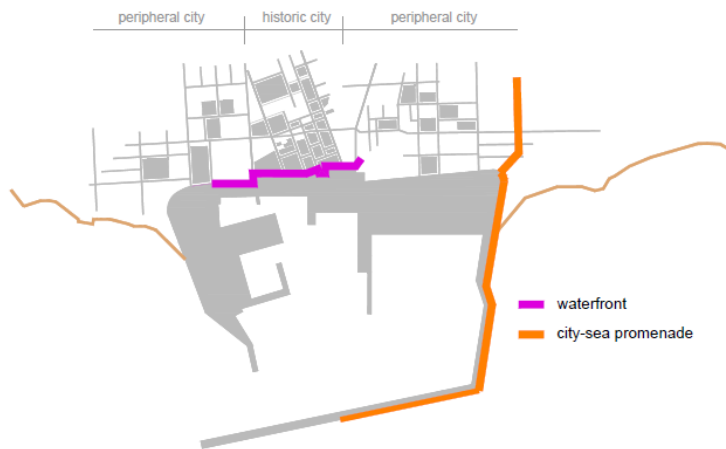 peripheral city
historic city
peripheral city
waterfront
city-sea promenade